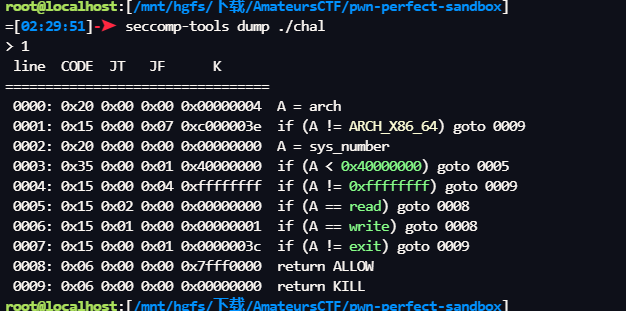 root@localhost:[/mnt/hgfs/下载/AmateursCTF/pwn-perfect-sandbox]
=[02:29:51]-➤ seccomp-tools dump ./chal
> 1
line CODE JT JF K
=================================
0000: 0x20 0x00 0x00 0x00000004 A = arch
0001: 0x15 0x00 0x07 0xc000003e if (A != ARCH_X86_64) goto 0009
0002: 0x20 0x00 0x00 0x00000000 A = sys_number
0003: 0x35 0x00 0x01 0x40000000 if (A < 0x40000000) goto 0005
0004: 0x15 0x00 0x04 0xffffffff if (A != 0xffffffff) goto 0009
0005: 0x15 0x02 0x00 0x00000000 if (A == read) goto 0008
0006: 0x15 0x01 0x00 0x00000001 if (A == write) goto 0008
0007: 0x15 0x00 0x01 0x0000003c if (A != exit) goto 0009
0008: 0x06 0x00 0x00 0x7fff0000 return ALLOW
0009: 0x06 0x00 0x00 0x00000000 return KILL
root@localhost:[/mnt/hgfs/下载/AmateursCTF/pwn-perfect-sandbox]